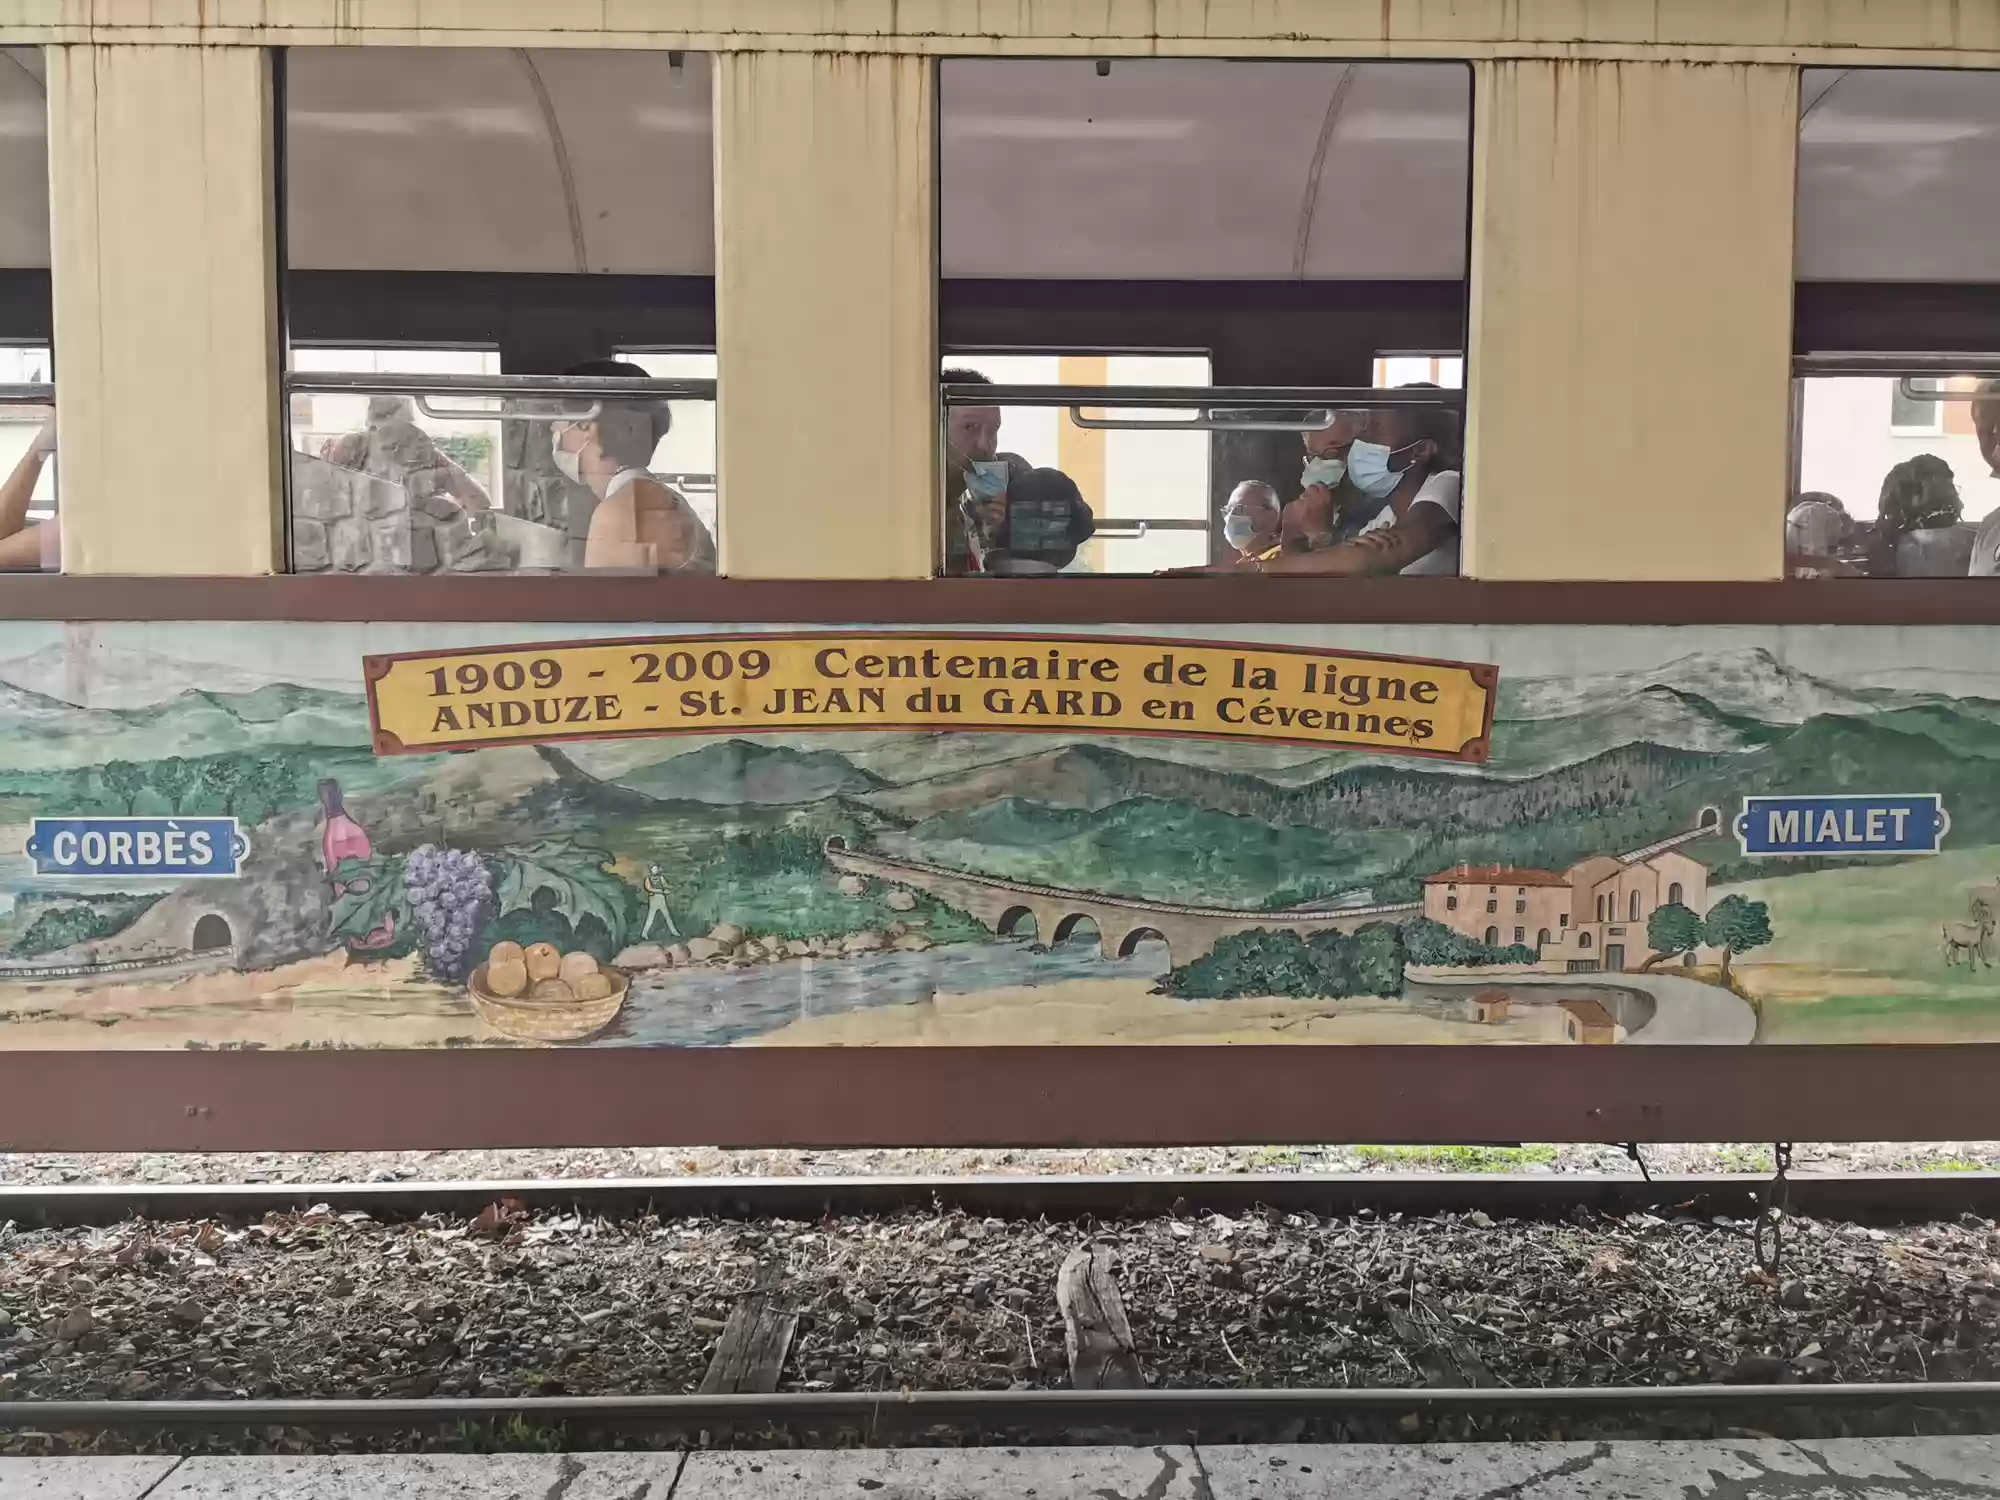 1909 - 2009 Centenaire de la ligne
ANDUZE - St. JEAN du GARD en Cévennes
CORBÈS
MIALET